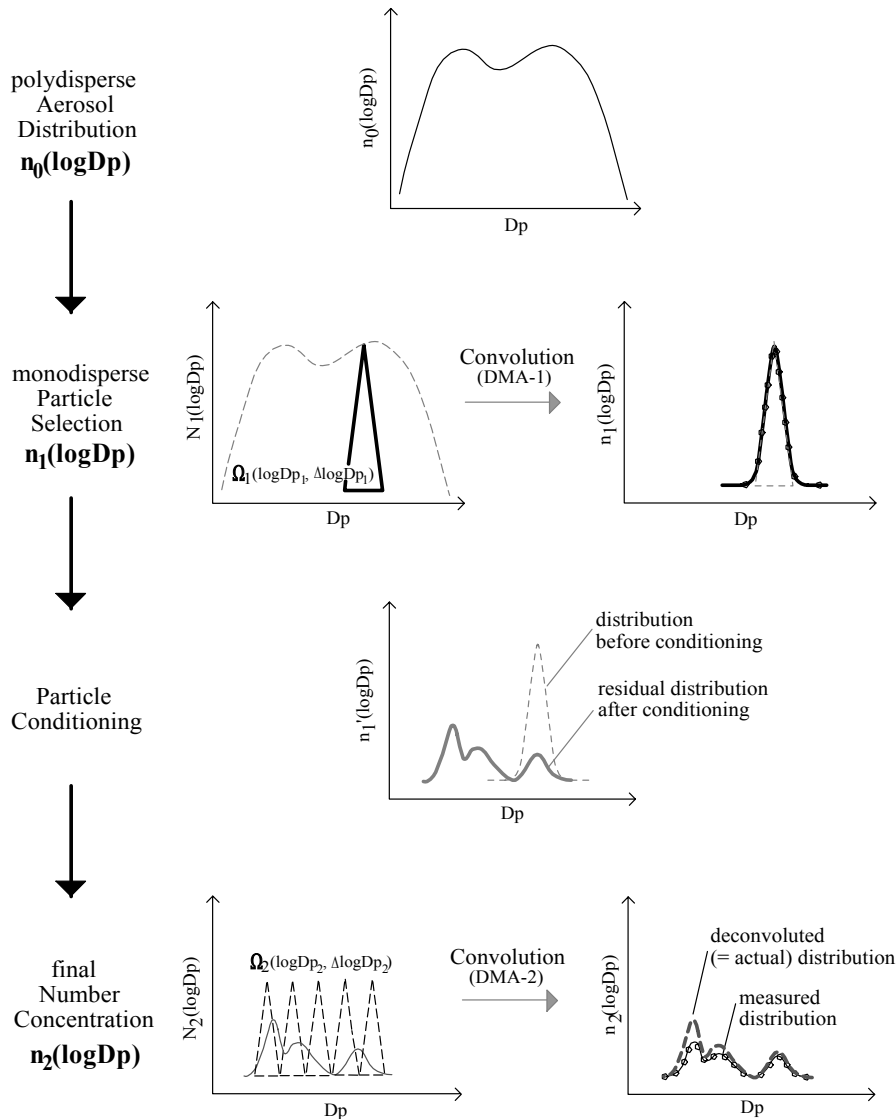 polydisperse
Aerosol
Distribution
n₀(logDp)
n₀(logDp)
Dp
monodisperse
Particle
Selection
n₁(logDp)
N₁(logDp)
Ω₁(logDp₁, ΔlogDp₁)
Dp
Convolution
(DMA-1)
n₁(logDp)
Dp
Particle
Conditioning
n₁'(logDp)
distribution
before conditioning
residual distribution
after conditioning
Dp
final
Number
Concentration
n₂(logDp)
N₂(logDp)
Ω₂(logDp₂, ΔlogDp₂)
Dp
Convolution
(DMA-2)
n₂(logDp)
deconvoluted
(= actual) distribution
measured
distribution
Dp